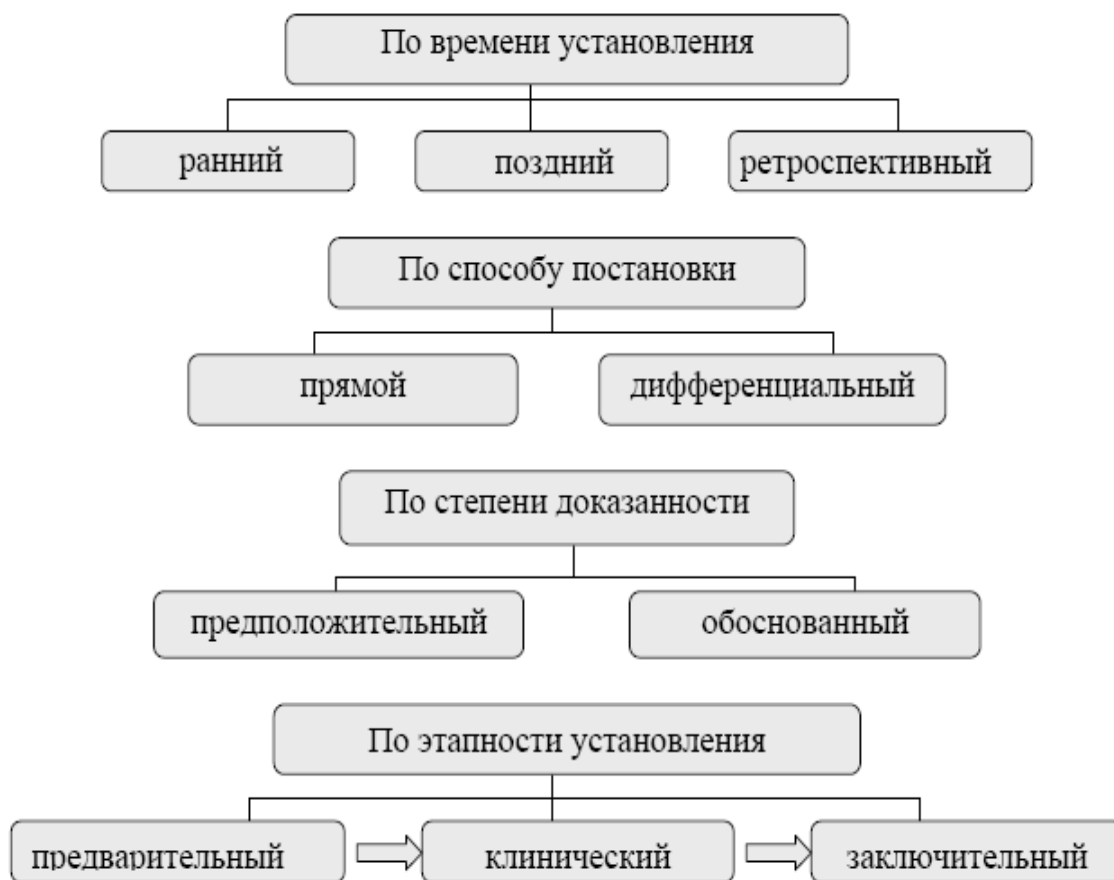 По времени установления
ранний поздний ретроспективный
По способу постановки
прямой дифференциальный
По степени доказанности
предположительный обоснованный
По этапности установления
предварительный клинический заключительный